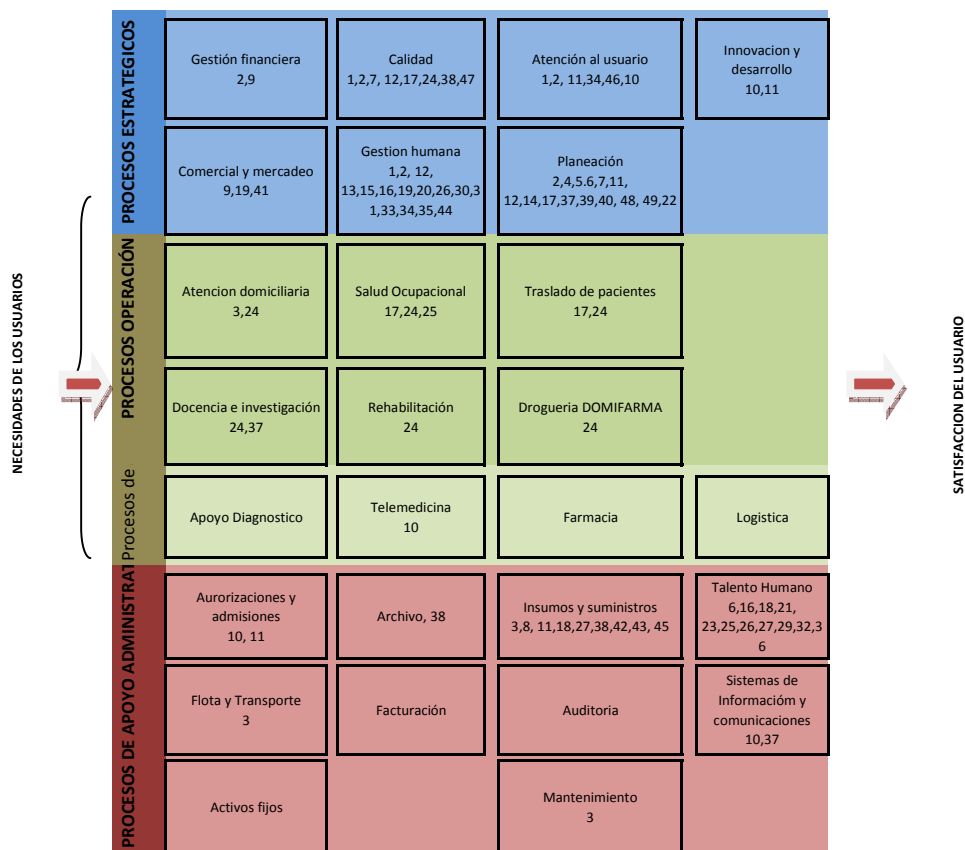 NECESIDADES DE LOS USUARIOS
PROCESOS ESTRATEGICOS
Gestión financiera
2,9
Calidad
1,2,7, 12,17,24,38,47
Atención al usuario
1,2, 11,34,46,10
Innovacion y
desarrollo
10,11
Comercial y mercadeo
9,19,41
Gestion humana
1,2, 12,
13,15,16,19,20,26,30,3
1,33,34,35,44
Planeación
2,4,5.6,7,11,
12,14,17,37,39,40, 48, 49,22
PROCESOS OPERACIÓN
Atencion domiciliaria
3,24
Salud Ocupacional
17,24,25
Traslado de pacientes
17,24
Docencia e investigación
24,37
Rehabilitación
24
Drogueria DOMIFARMA
24
Procesos de
Apoyo Diagnostico
Telemedicina
10
Farmacia
Logistica
PROCESOS DE APOYO ADMINISTRAT
Aurorizaciones y
admisiones
10, 11
Archivo, 38
Insumos y suministros
3,8, 11,18,27,38,42,43, 45
Talento Humano
6,16,18,21,
23,25,26,27,29,32,3
6
Flota y Transporte
3
Facturación
Auditoria
Sistemas de
Informacióm y
comunicaciones
10,37
Activos fijos
Mantenimiento
3
SATISFACCION DEL USUARIO